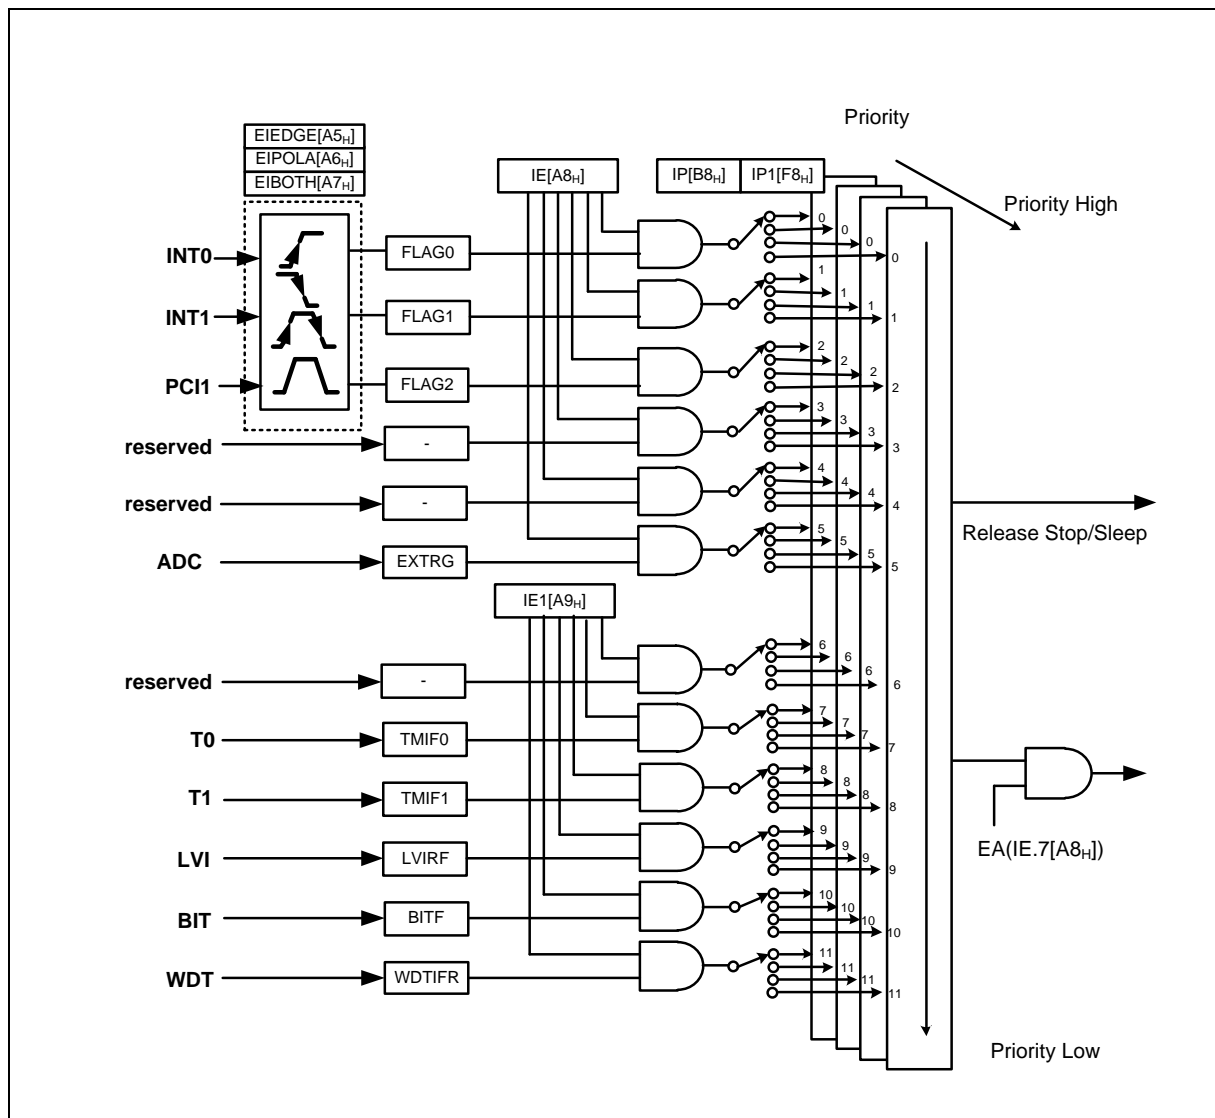 Priority
EIEDGE[A5H]
EIPOLA[A6H]
EIBOTH[A7H]
IE[A8H]
IP[B8H] IP1[F8H]
Priority High
INT0 FLAG0 0 0 0 0
INT1 FLAG1 1 1 1 1
PCI1 FLAG2 2 2 2 2
reserved - 3 3 3 3
reserved - 4 4 4 4
Release Stop/Sleep
ADC EXTRG 5 5 5 5
IE1[A9H]
reserved - 6 6 6 6
T0 TMIF0 7 7 7 7
T1 TMIF1 8 8 8 8
EA(IE.7[A8H])
LVI LVIRF 9 9 9 9
BIT BITF 10 10 10 10
WDT WDTIFR 11 11 11 11
Priority Low